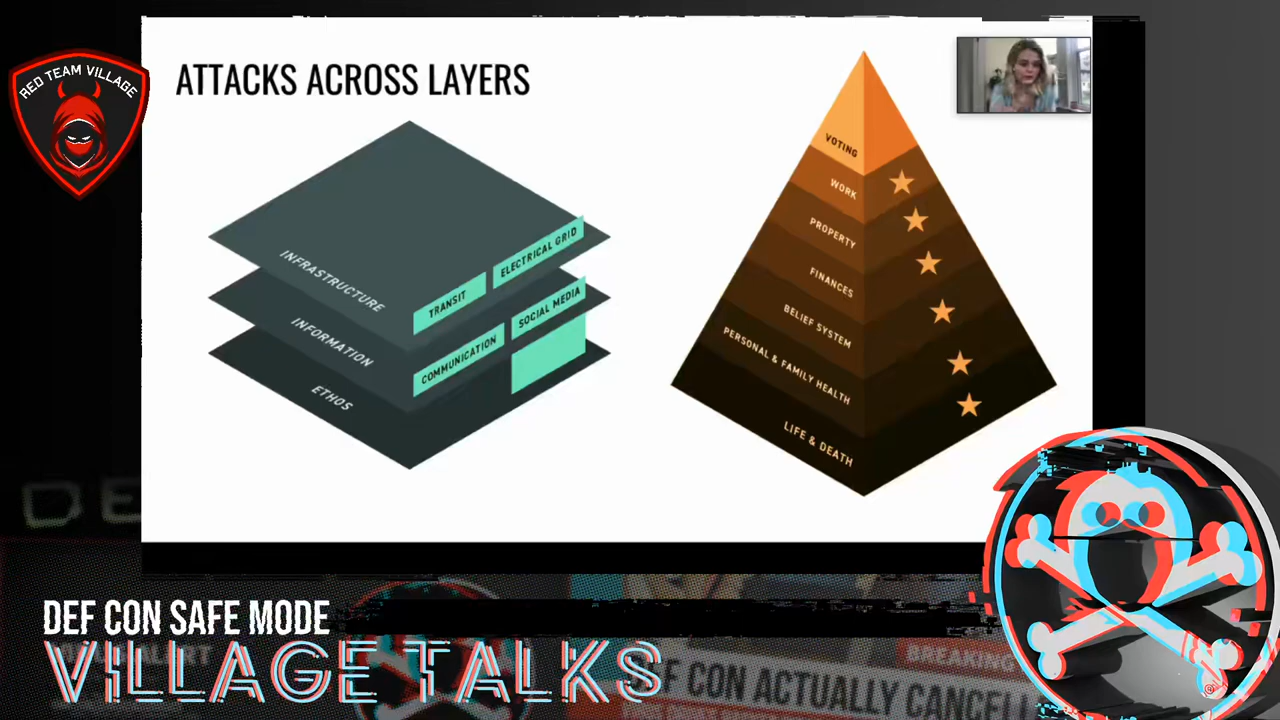 RED TEAM VILLAGE
ATTACKS ACROSS LAYERS
INFRASTRUCTURE
TRANSIT
ELECTRICAL GRID
INFORMATION
COMMUNICATION
SOCIAL MEDIA
ETHOS
VOTING
WORK
PROPERTY
FINANCES
BELIEF SYSTEM
PERSONAL & FAMILY HEALTH
LIFE & DEATH
DEF CON SAFE MODE
VILLAGE TALKS
BREAKING
DEF CON ACTUALLY